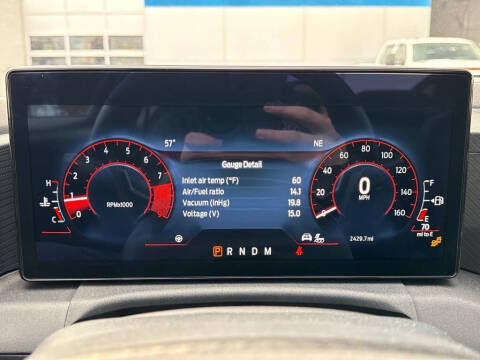 57° NE
Gauge Detail
Inlet air temp (°F) 60
Air/Fuel ratio 14.1
Vacuum (inHg) 19.8
Voltage (V) 15.0
H
C
0 1 2 3 4 5 6 7
RPMx1000
20 40 60 80 100 120 140 160
0
MPH
F
E
70
mi to E
2429.7 mi
P R N D M